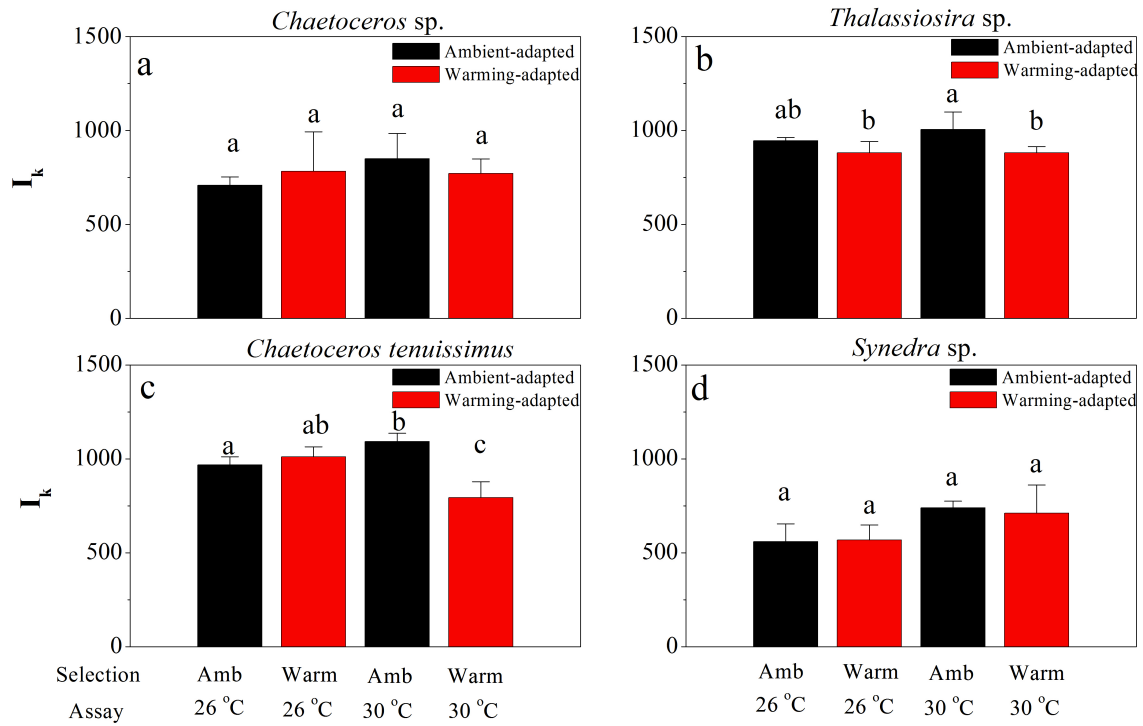 Chaetoceros sp.
1500
1000
500
0
I_k
a
Ambient-adapted
Warming-adapted
a
a
a
a
Thalassiosira sp.
1500
1000
500
0
b
Ambient-adapted
Warming-adapted
ab
b
a
b
Chaetoceros tenuissimus
1500
1000
500
0
I_k
c
Ambient-adapted
Warming-adapted
a
ab
b
c
Synedra sp.
1500
1000
500
0
d
Ambient-adapted
Warming-adapted
a
a
a
a
Selection Amb Warm Amb Warm
Assay 26 °C 26 °C 30 °C 30 °C
Amb Warm Amb Warm
26 °C 26 °C 30 °C 30 °C